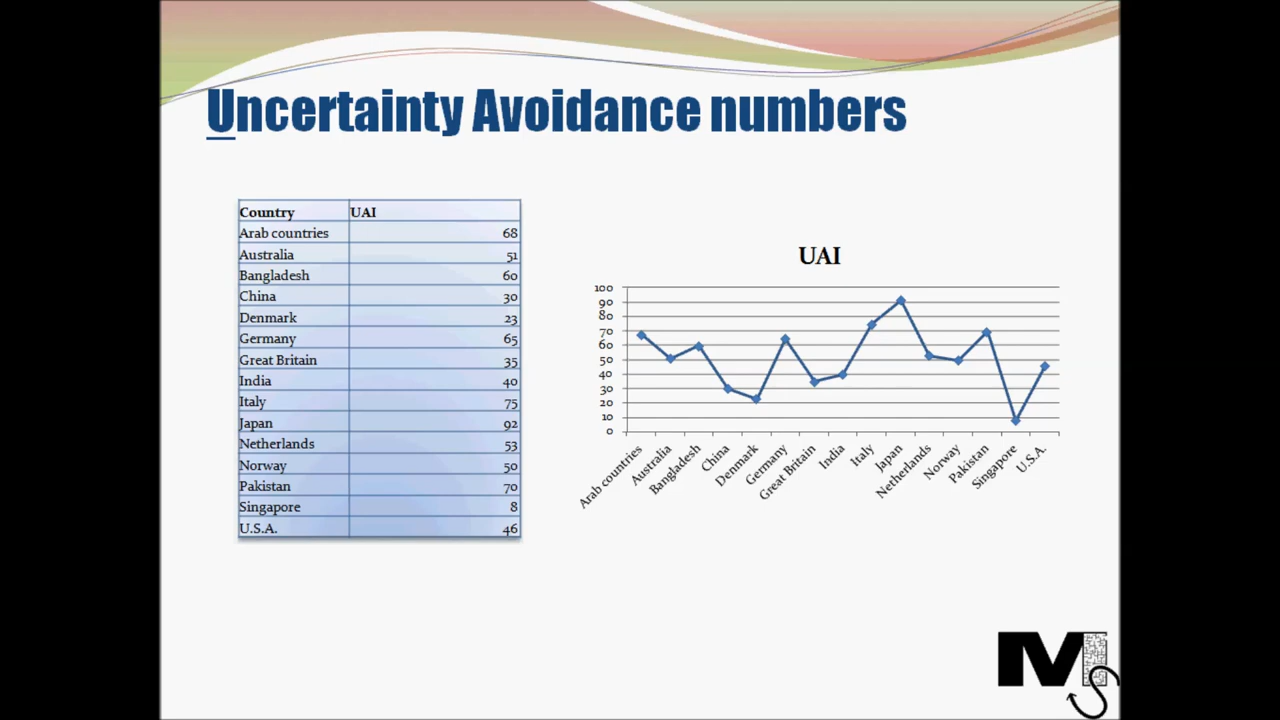 Uncertainty Avoidance numbers
Country UAI
Arab countries 68
Australia 51
Bangladesh 60
China 30
Denmark 23
Germany 65
Great Britain 35
India 40
Italy 75
Japan 92
Netherlands 53
Norway 50
Pakistan 70
Singapore 8
U.S.A. 46
UAI
100
90
80
70
60
50
40
30
20
10
0
Arab countries
Australia
Bangladesh
China
Denmark
Germany
Great Britain
India
Italy
Japan
Netherlands
Norway
Pakistan
Singapore
U.S.A.
M
S